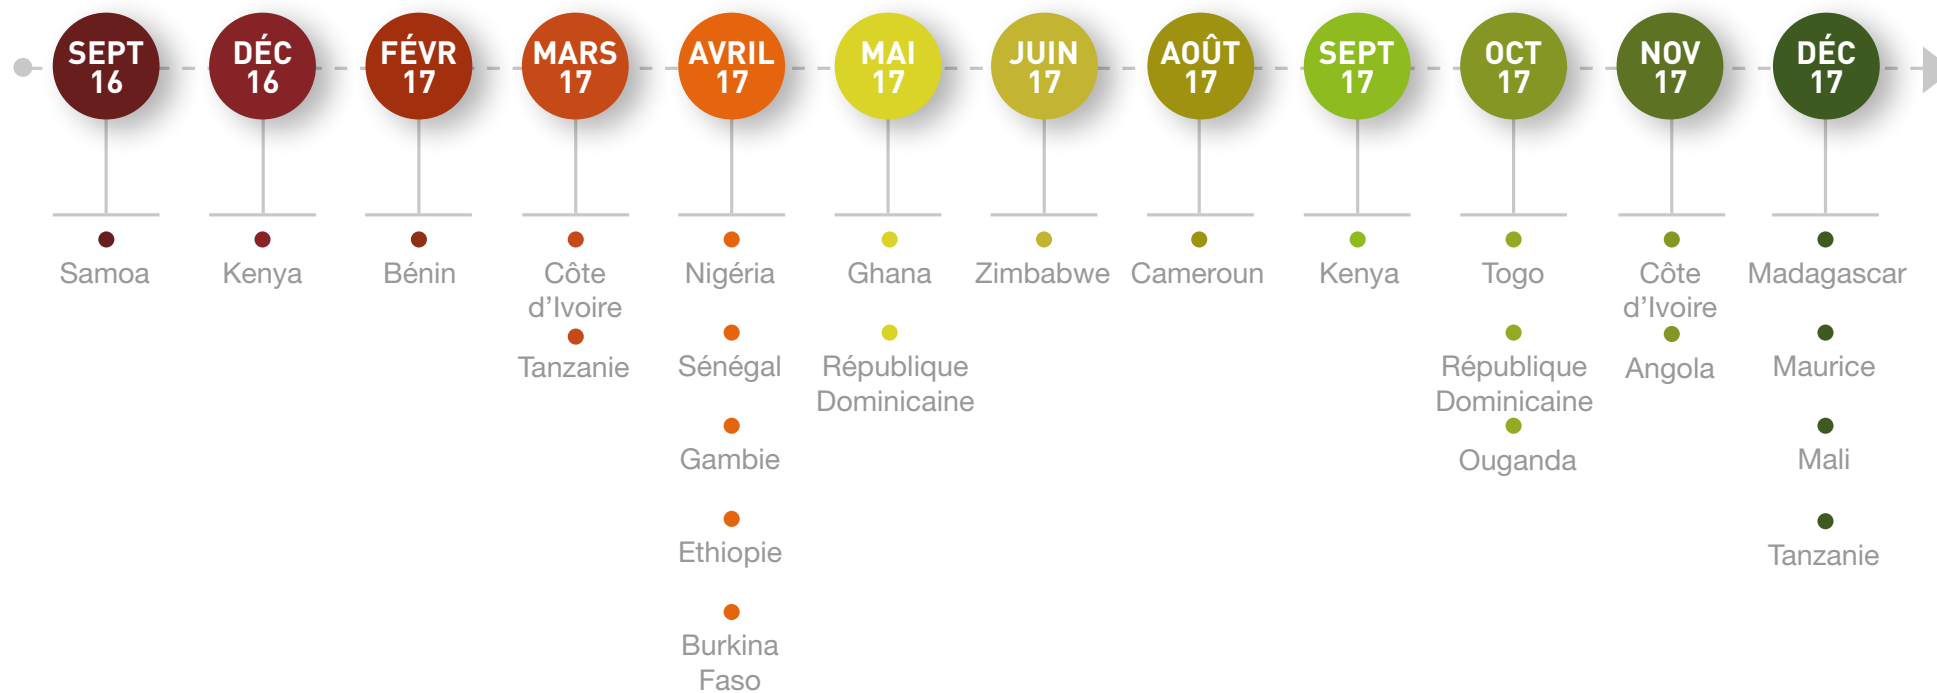 SEPT
16
DÉC
16
FÉVR
17
MARS
17
AVRIL
17
MAI
17
JUIN
17
AOÛT
17
SEPT
17
OCT
17
NOV
17
DÉC
17
Samoa
Kenya
Bénin
Côte
d’Ivoire
Tanzanie
Nigéria
Sénégal
Gambie
Ethiopie
Burkina
Faso
Ghana
République
Dominicaine
Zimbabwe
Cameroun
Kenya
Togo
République
Dominicaine
Ouganda
Côte
d’Ivoire
Angola
Madagascar
Maurice
Mali
Tanzanie